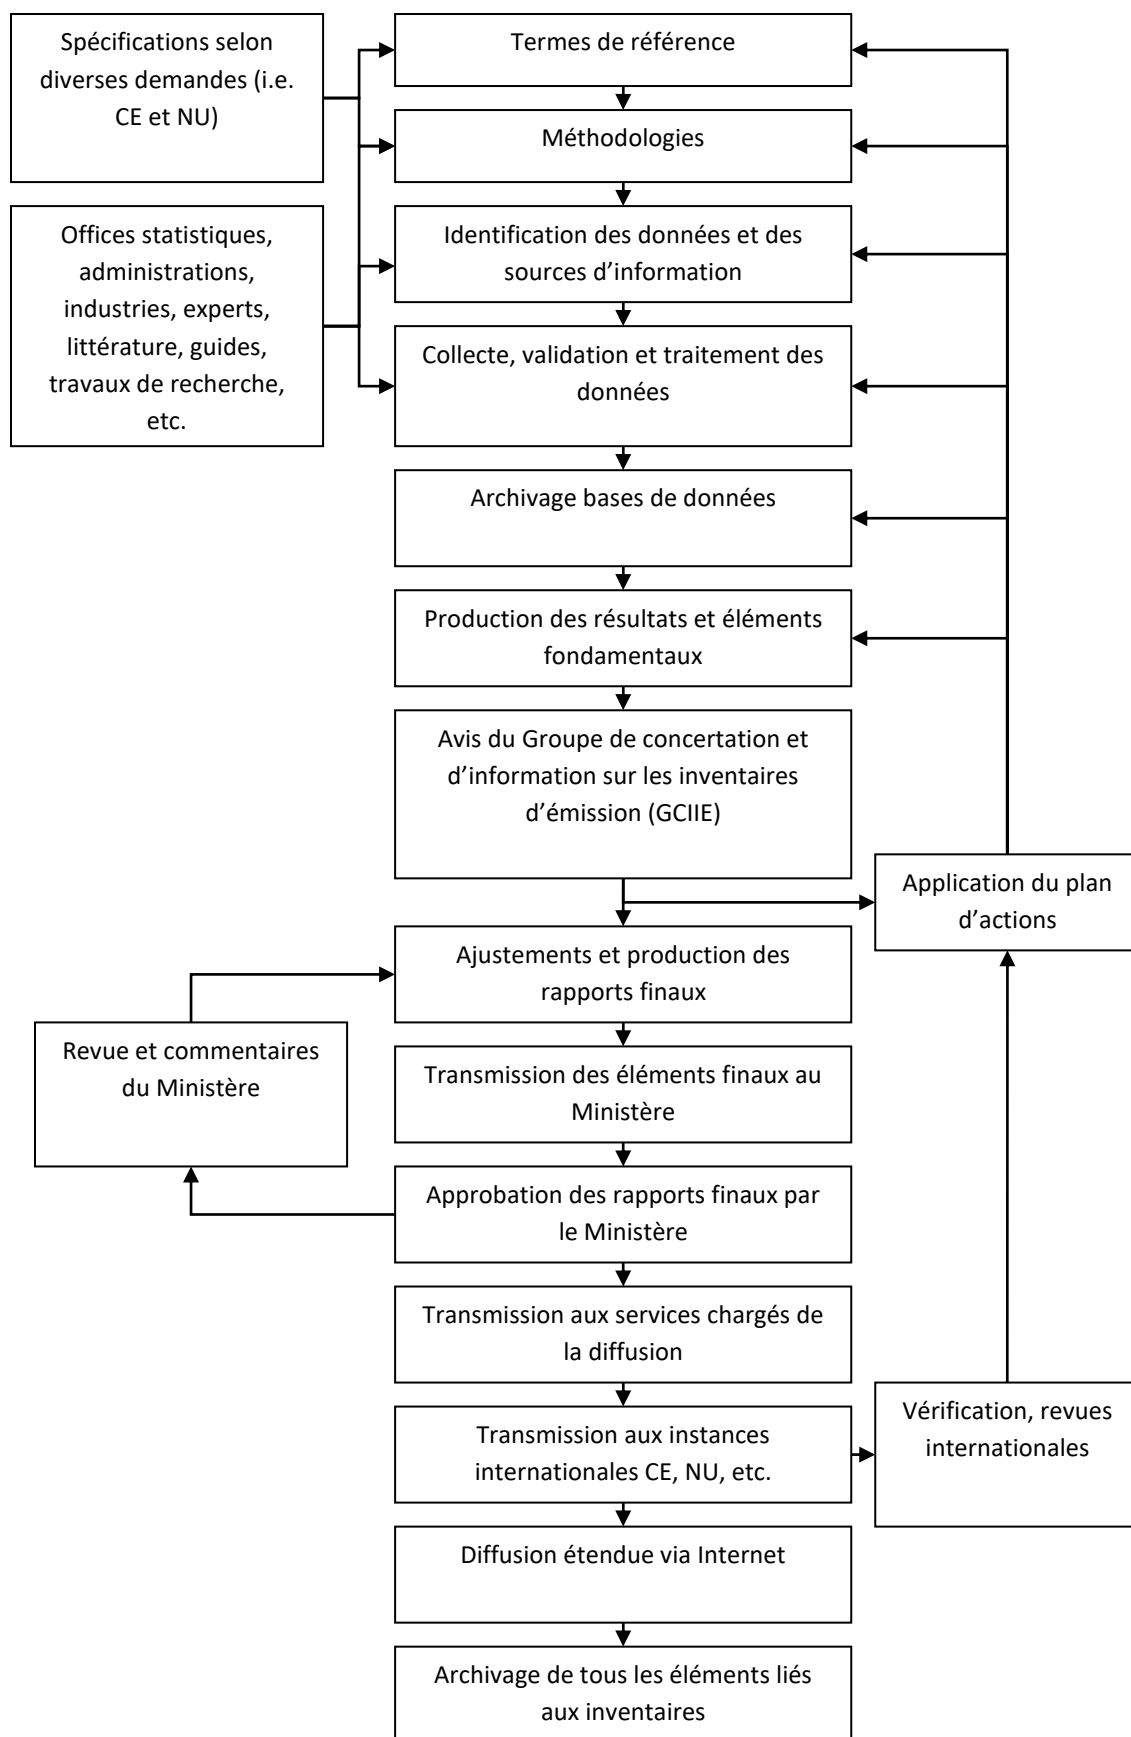 Spécifications selon
diverses demandes (i.e.
CE et NU)
Termes de référence
Méthodologies
Offices statistiques,
administrations,
industries, experts,
littérature, guides,
travaux de recherche,
etc.
Identification des données et des
sources d’information
Collecte, validation et traitement des
données
Archivage bases de données
Production des résultats et éléments
fondamentaux
Avis du Groupe de concertation et
d’information sur les inventaires
d’émission (GCIIE)
Application du plan
d’actions
Ajustements et production des
rapports finaux
Revue et commentaires
du Ministère
Transmission des éléments finaux au
Ministère
Approbation des rapports finaux par
le Ministère
Transmission aux services chargés de
la diffusion
Transmission aux instances
internationales CE, NU, etc.
Vérification, revues
internationales
Diffusion étendue via Internet
Archivage de tous les éléments liés
aux inventaires